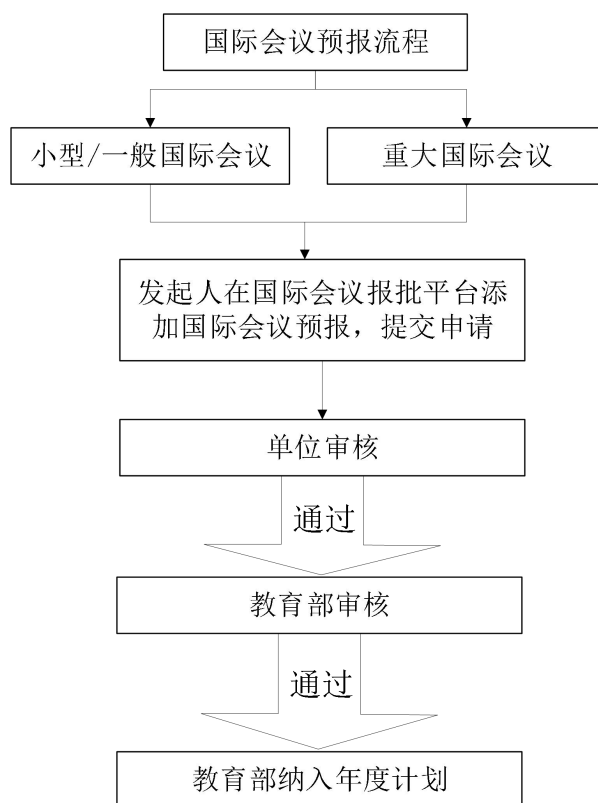 国际会议预报流程
小型/一般国际会议
重大国际会议
发起人在国际会议报批平台添
加国际会议预报，提交申请
单位审核
通过
教育部审核
通过
教育部纳入年度计划